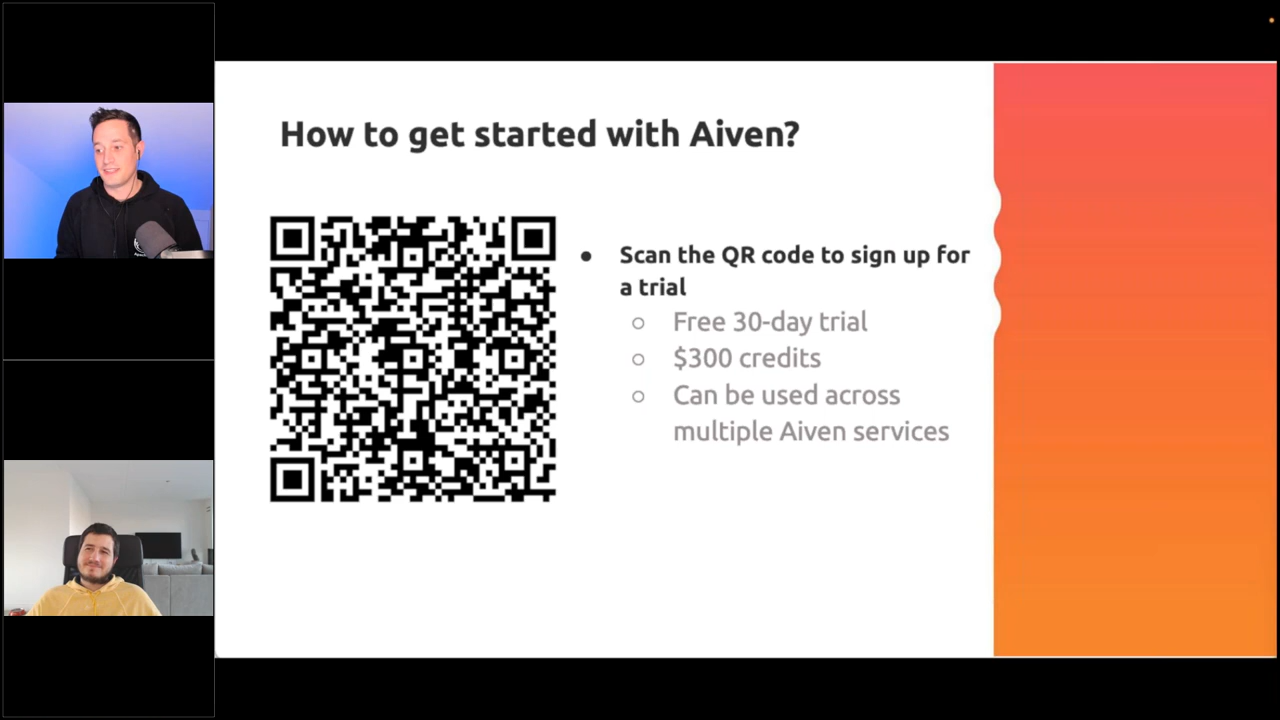 How to get started with Aiven?
● Scan the QR code to sign up for
a trial
○ Free 30-day trial
○ $300 credits
○ Can be used across
multiple Aiven services